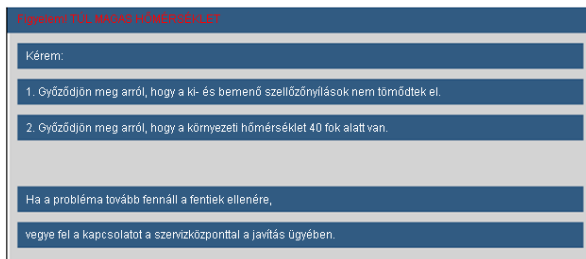 Figyelem! TÚL MAGAS HŐMÉRSÉKLET
Kérem:
1. Győződjön meg arról, hogy a ki- és bemenő szellőzőnyílások nem tömődtek el.
2. Győződjön meg arról, hogy a környezeti hőmérséklet 40 fok alatt van.
Ha a probléma tovább fennáll a fentiek ellenére,
vegye fel a kapcsolatot a szervizközponttal a javítás ügyében.